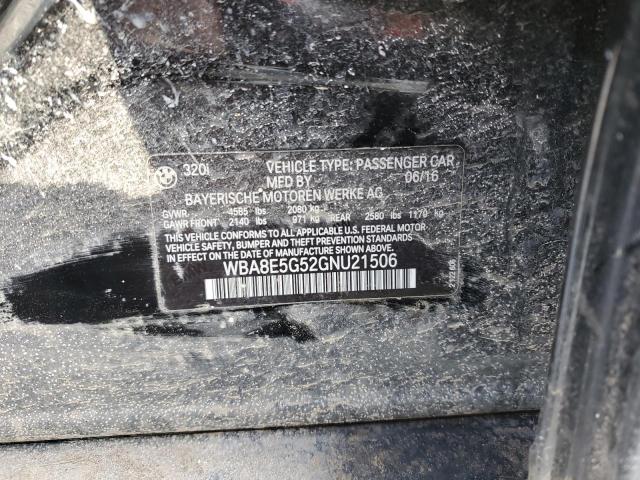 320i VEHICLE TYPE: PASSENGER CAR
MFD BY 06/16
BAYERISCHE MOTOREN WERKE AG
GVWR 4585 lbs 2080 kg
GAWR FRONT 2140 lbs 971 kg REAR 2580 lbs 1170 kg
THIS VEHICLE CONFORMS TO ALL APPLICABLE U.S. FEDERAL MOTOR
VEHICLE SAFETY, BUMPER AND THEFT PREVENTION STANDARDS
IN EFFECT ON THE DATE OF MANUFACTURE SHOWN ABOVE.
WBA8E5G52GNU21506